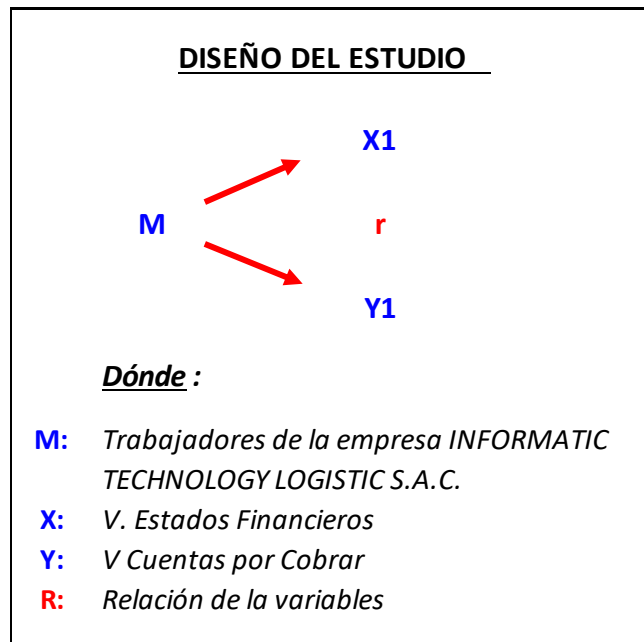 DISEÑO DEL ESTUDIO
X1
M r
Y1
Dónde :
M: Trabajadores de la empresa INFORMATIC
TECHNOLOGY LOGISTIC S.A.C.
X: V. Estados Financieros
Y: V Cuentas por Cobrar
R: Relación de la variables